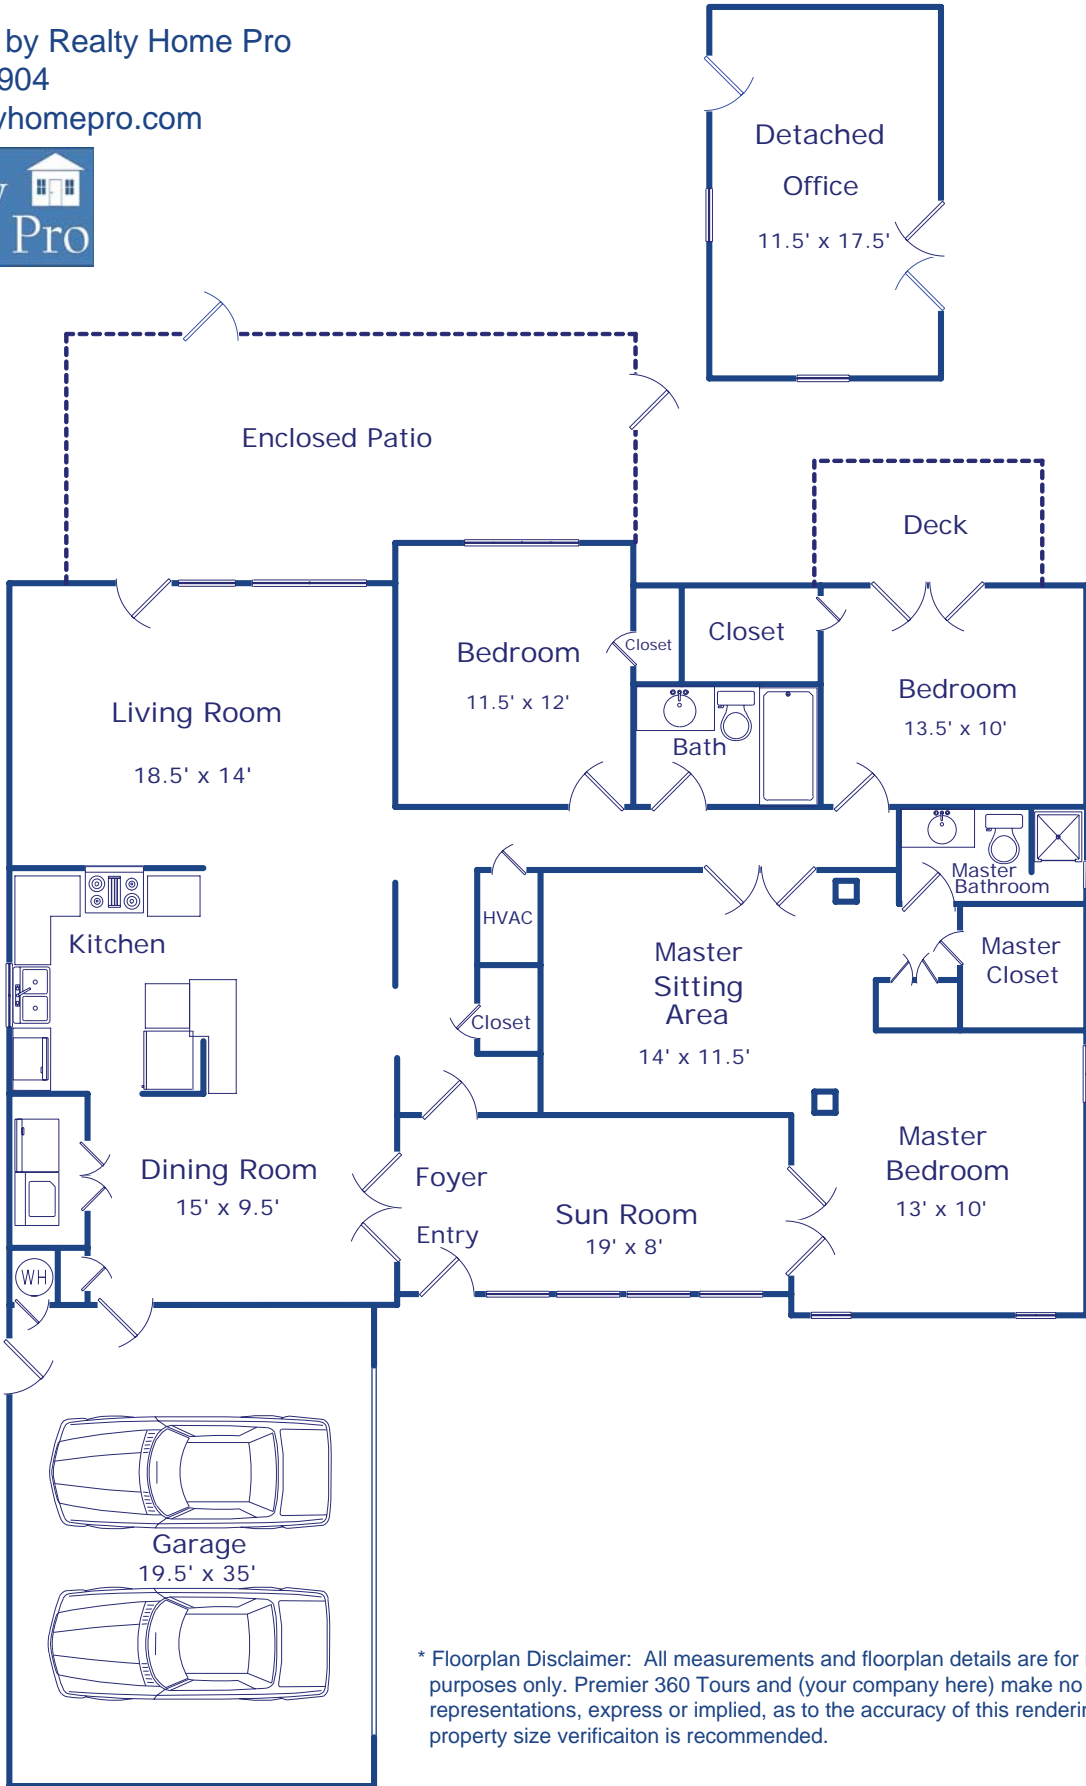 by Realty Home Pro
904
yhomepro.com
y
Pro
Detached
Office
11.5' x 17.5'
Enclosed Patio
Deck
Closet
Closet
Bedroom
11.5' x 12'
Bedroom
13.5' x 10'
Living Room
18.5' x 14'
Bath
Master
Bathroom
HVAC
Kitchen
Master
Sitting
Area
14' x 11.5'
Master
Closet
Closet
Master
Bedroom
13' x 10'
Dining Room
15' x 9.5'
Foyer
Entry
Sun Room
19' x 8'
WH
Garage
19.5' x 35'
* Floorplan Disclaimer: All measurements and floorplan details are for
purposes only. Premier 360 Tours and (your company here) make no
representations, express or implied, as to the accuracy of this renderin
property size verificaiton is recommended.